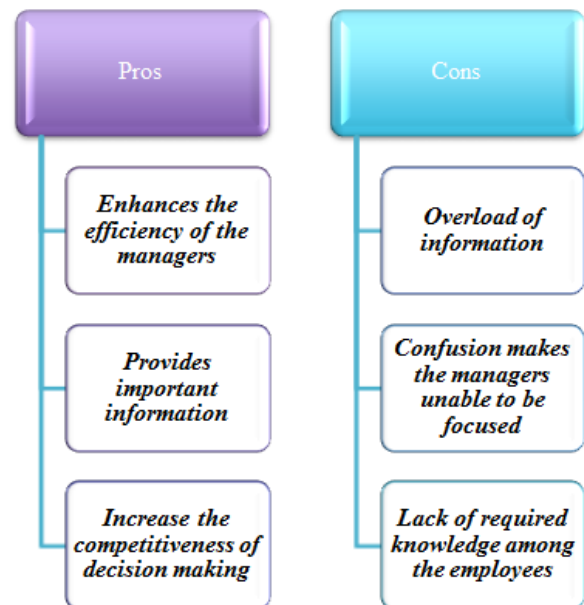 Pros
Enhances the
efficiency of the
managers
Provides
important
information
Increase the
competitiveness of
decision making
Cons
Overload of
information
Confusion makes
the managers
unable to be
focused
Lack of required
knowledge among
the employees